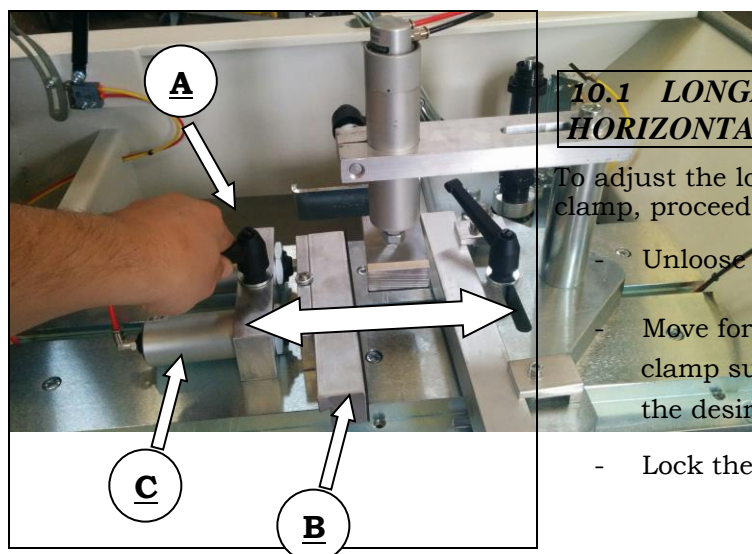 A
10.1 LONG
HORIZONTA
To adjust the lo
clamp, proceed
- Unloose
- Move for
clamp su
the desir
- Lock the
C
B